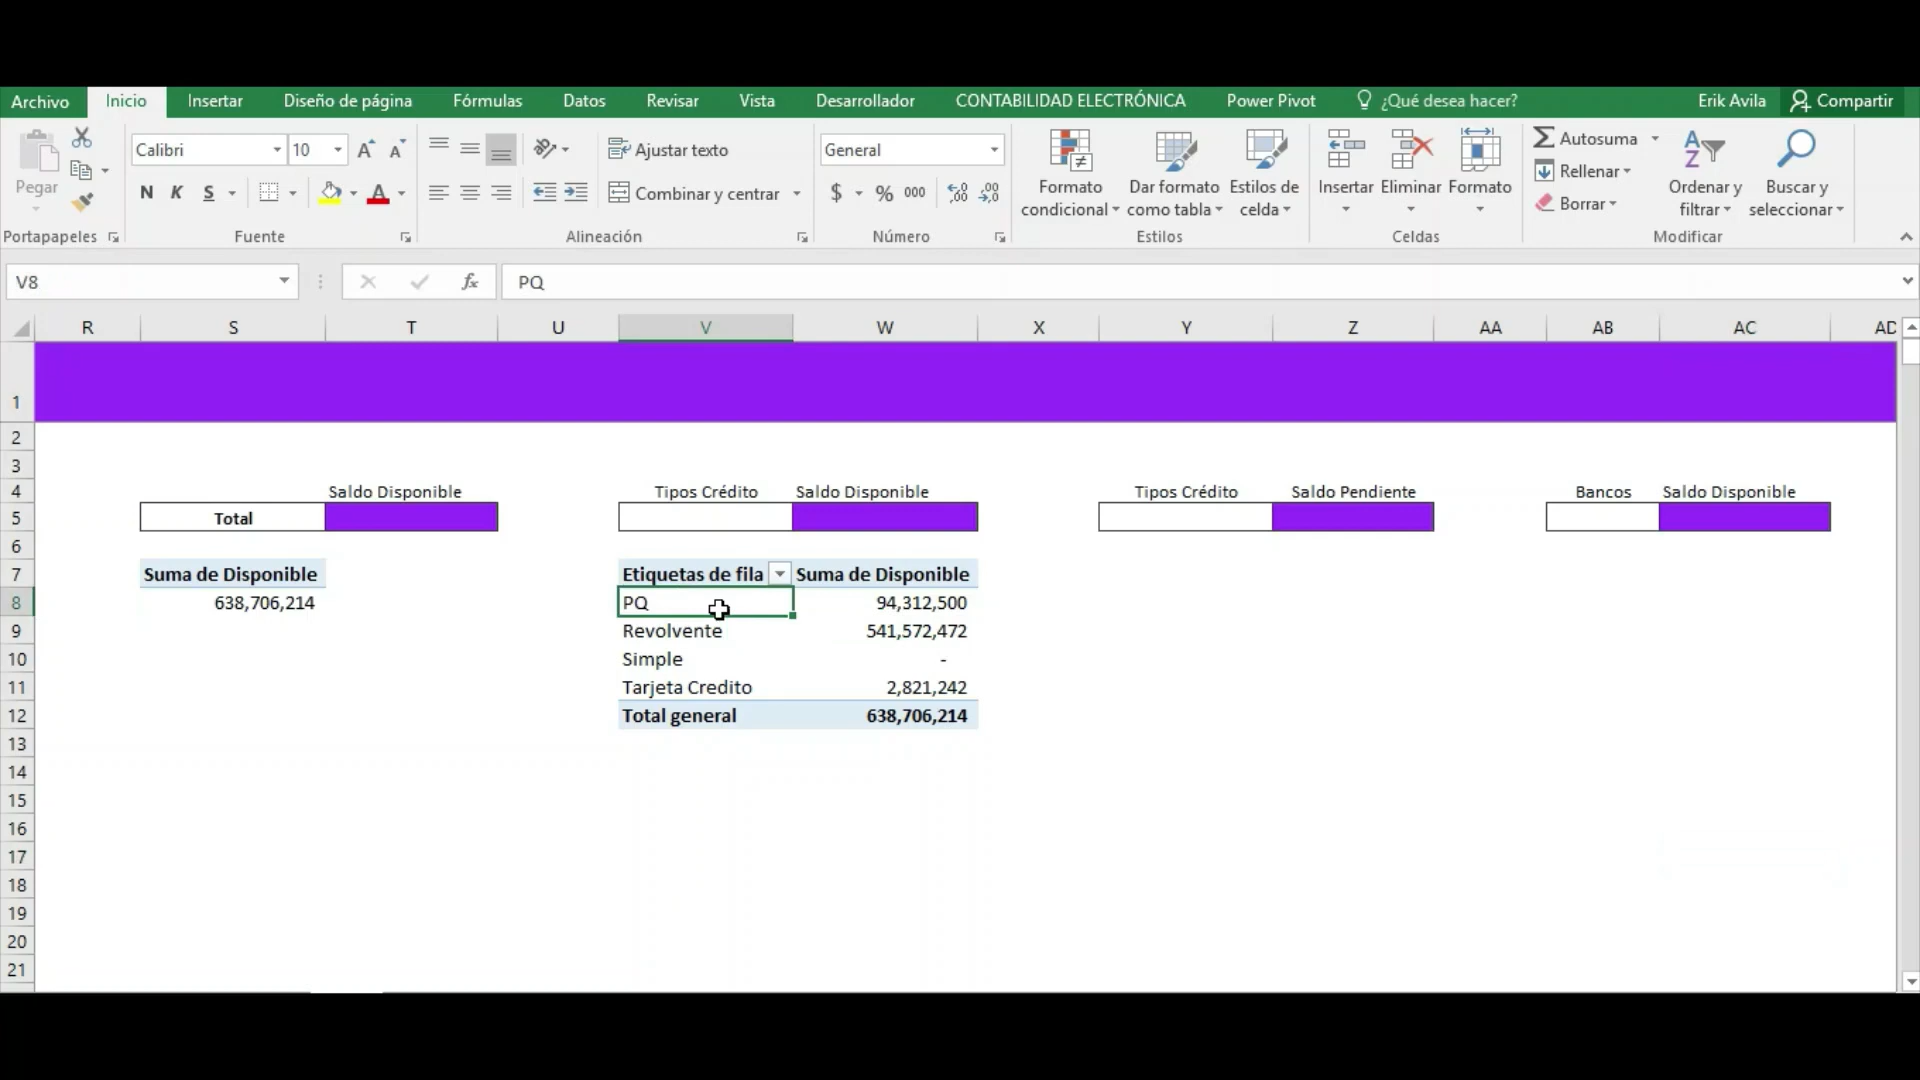 Archivo Inicio Insertar Diseño de página Fórmulas Datos Revisar Vista Desarrollador CONTABILIDAD ELECTRÓNICA Power Pivot ¿Qué desea hacer? Erik Avila Compartir
Pegar
Portapapeles
Calibri 10
N K S
Fuente
Ajustar texto
Combinar y centrar
Alineación
General
$ % 000
Número
Formato condicional
Dar formato como tabla
Estilos de celda
Estilos
Insertar Eliminar Formato
Celdas
Autosuma
Rellenar
Borrar
Ordenar y filtrar
Buscar y seleccionar
Modificar
V8 fx PQ
R S T U V W X Y Z AA AB AC AD
1
2
3
4 Saldo Disponible Tipos Crédito Saldo Disponible Tipos Crédito Saldo Pendiente Bancos Saldo Disponible
5 Total
6
7 Suma de Disponible Etiquetas de fila Suma de Disponible
8 638,706,214 PQ 94,312,500
9 Revolvente 541,572,472
10 Simple -
11 Tarjeta Credito 2,821,242
12 Total general 638,706,214
13
14
15
16
17
18
19
20
21